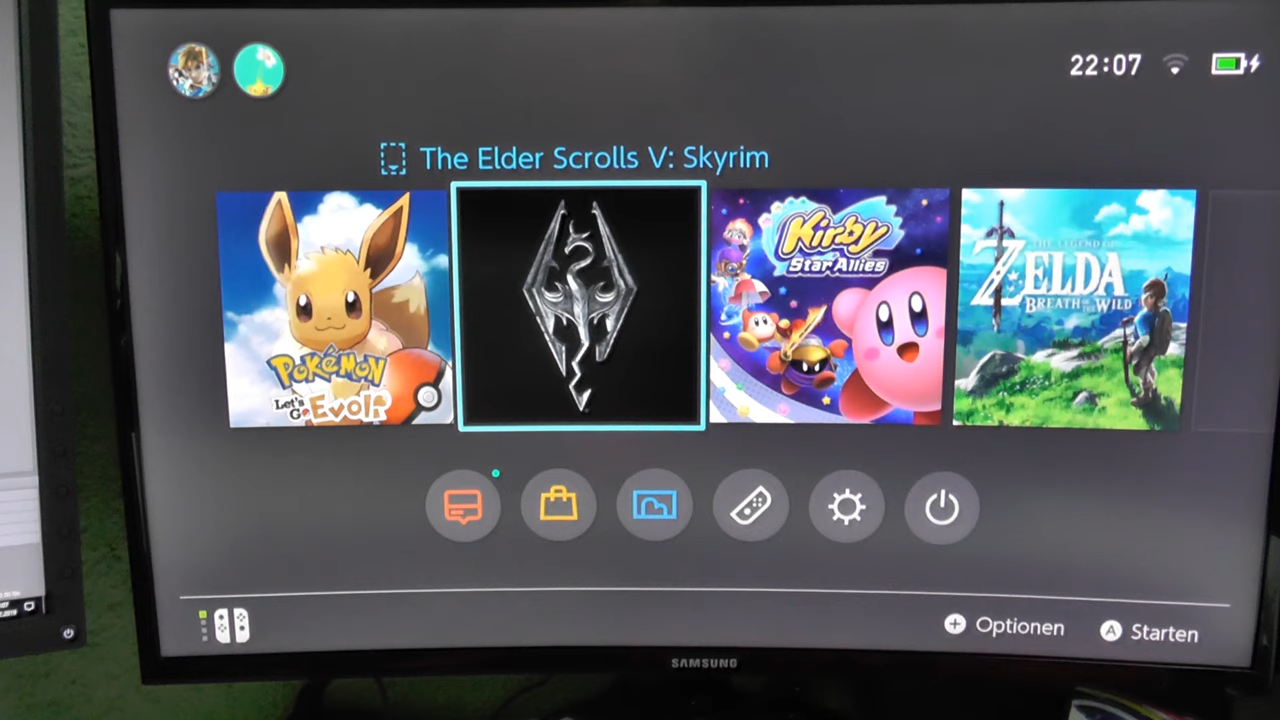 22:07
The Elder Scrolls V: Skyrim
POKéMON
Let's Go Evoli
Kirby
Star Allies
THE LEGEND OF
ZELDA
BREATH OF THE WILD
Optionen
A Starten
SAMSUNG